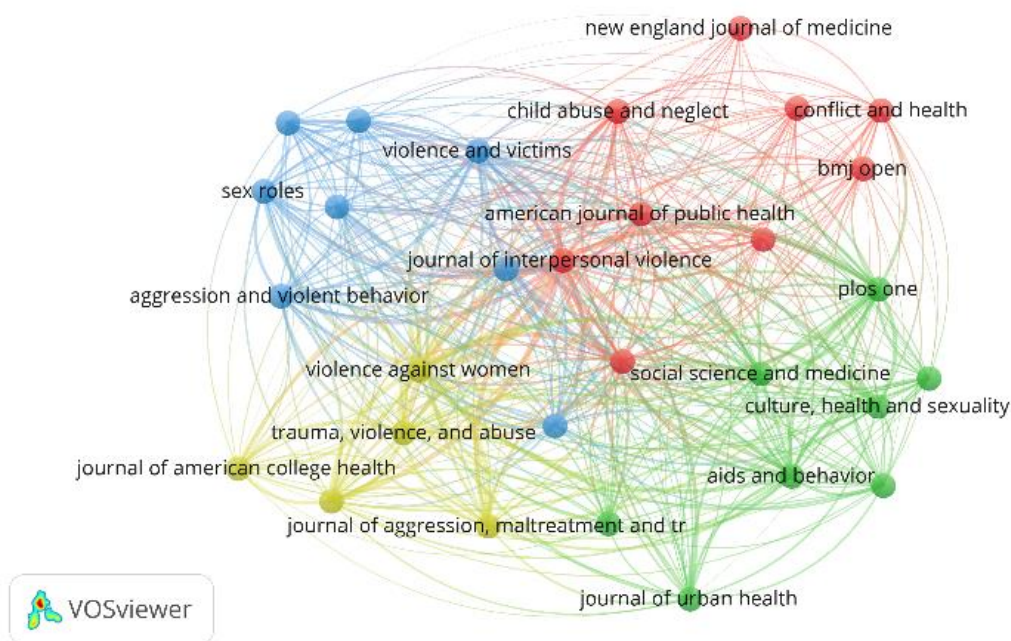 new england journal of medicine
child abuse and neglect
conflict and health
violence and victims
bmj open
sex roles
american journal of public health
journal of interpersonal violence
plos one
aggression and violent behavior
violence against women
social science and medicine
culture, health and sexuality
trauma, violence, and abuse
journal of american college health
aids and behavior
journal of aggression, maltreatment and tr
journal of urban health
VOSviewer